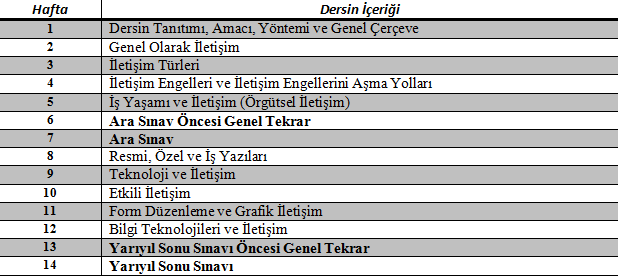 Hafta Dersin İçeriği
1 Dersin Tanıtımı, Amacı, Yöntemi ve Genel Çerçeve
2 Genel Olarak İletişim
3 İletişim Türleri
4 İletişim Engelleri ve İletişim Engellerini Aşma Yolları
5 İş Yaşamı ve İletişim (Örgütsel İletişim)
6 Ara Sınav Öncesi Genel Tekrar
7 Ara Sınav
8 Resmi, Özel ve İş Yazıları
9 Teknoloji ve İletişim
10 Etkili İletişim
11 Form Düzenleme ve Grafik İletişim
12 Bilgi Teknolojileri ve İletişim
13 Yarıyıl Sonu Sınavı Öncesi Genel Tekrar
14 Yarıyıl Sonu Sınavı